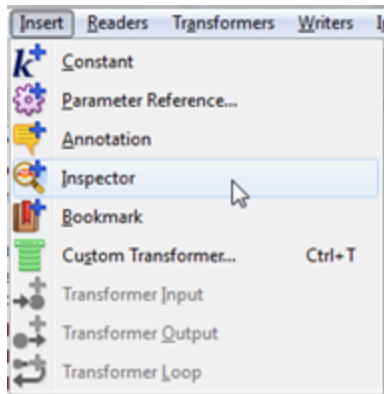 Insert Readers Transformers Writers
Constant
Parameter Reference...
Annotation
Inspector
Bookmark
Custom Transformer... Ctrl+T
Transformer Input
Transformer Output
Transformer Loop